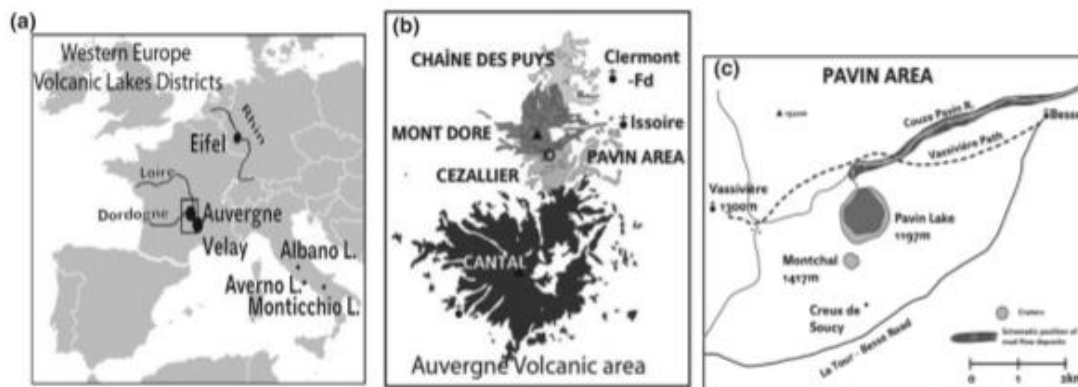 (a)
Western Europe
Volcanic Lakes Districts
Rhin
Eifel
Loire
Dordogne
Auvergne
Velay
Albano L.
Averno L.
Monticchio L.
(b)
CHAÎNE DES PUYS
Clermont
-Fd
Issoire
MONT DORE
PAVIN AREA
CEZALLIER
CANTAL
Auvergne Volcanic area
(c)
PAVIN AREA
Couze Pavin R.
Besse
Vassivière Path
Vassivière
1300m
Pavin Lake
1197m
Montchal
1417m
Creux de
Soucy
La Tour - Besse Road
Craters
Schematic position of
mud flow deposits
0 1 2km